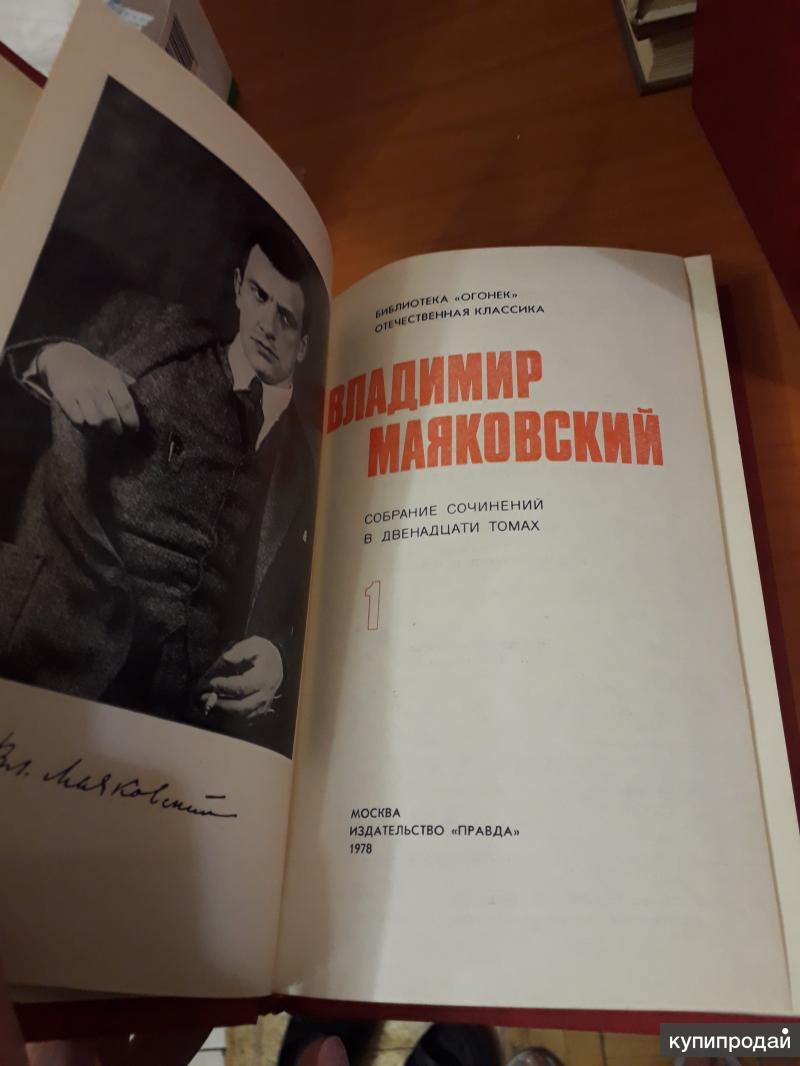 Вл. Маяковский
БИБЛИОТЕКА «ОГОНЕК»
ОТЕЧЕСТВЕННАЯ КЛАССИКА
ВЛАДИМИР
МАЯКОВСКИЙ
СОБРАНИЕ СОЧИНЕНИЙ
В ДВЕНАДЦАТИ ТОМАХ
1
МОСКВА
ИЗДАТЕЛЬСТВО «ПРАВДА»
1978
купипродай